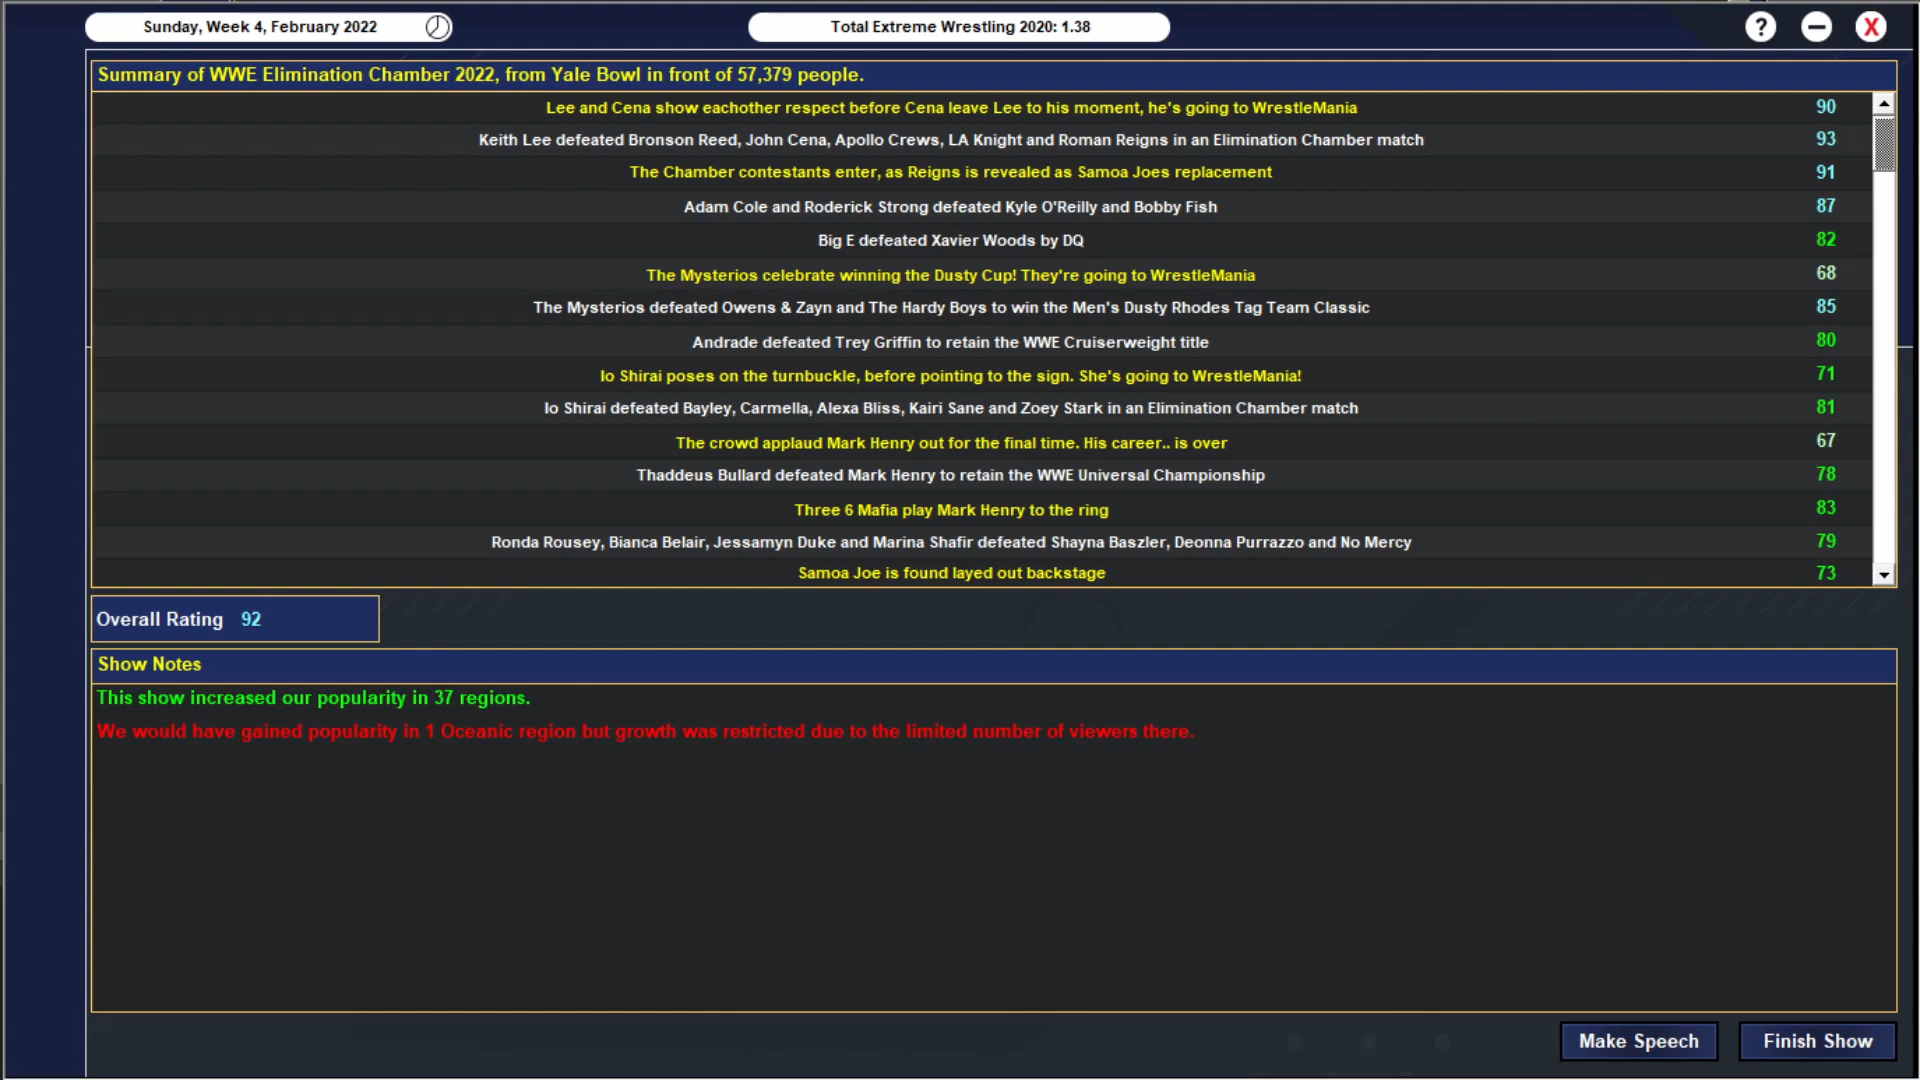 Sunday, Week 4, February 2022
Total Extreme Wrestling 2020: 1.38
?
X
Summary of WWE Elimination Chamber 2022, from Yale Bowl in front of 57,379 people.
Lee and Cena show eachother respect before Cena leave Lee to his moment, he's going to WrestleMania 90
Keith Lee defeated Bronson Reed, John Cena, Apollo Crews, LA Knight and Roman Reigns in an Elimination Chamber match 93
The Chamber contestants enter, as Reigns is revealed as Samoa Joes replacement 91
Adam Cole and Roderick Strong defeated Kyle O'Reilly and Bobby Fish 87
Big E defeated Xavier Woods by DQ 82
The Mysterios celebrate winning the Dusty Cup! They're going to WrestleMania 68
The Mysterios defeated Owens & Zayn and The Hardy Boys to win the Men's Dusty Rhodes Tag Team Classic 85
Andrade defeated Trey Griffin to retain the WWE Cruiserweight title 80
Io Shirai poses on the turnbuckle, before pointing to the sign. She's going to WrestleMania! 71
Io Shirai defeated Bayley, Carmella, Alexa Bliss, Kairi Sane and Zoey Stark in an Elimination Chamber match 81
The crowd applaud Mark Henry out for the final time. His career.. is over 67
Thaddeus Bullard defeated Mark Henry to retain the WWE Universal Championship 78
Three 6 Mafia play Mark Henry to the ring 83
Ronda Rousey, Bianca Belair, Jessamyn Duke and Marina Shafir defeated Shayna Baszler, Deonna Purrazzo and No Mercy 79
Samoa Joe is found layed out backstage 73
Overall Rating 92
Show Notes
This show increased our popularity in 37 regions.
We would have gained popularity in 1 Oceanic region but growth was restricted due to the limited number of viewers there.
Make Speech
Finish Show